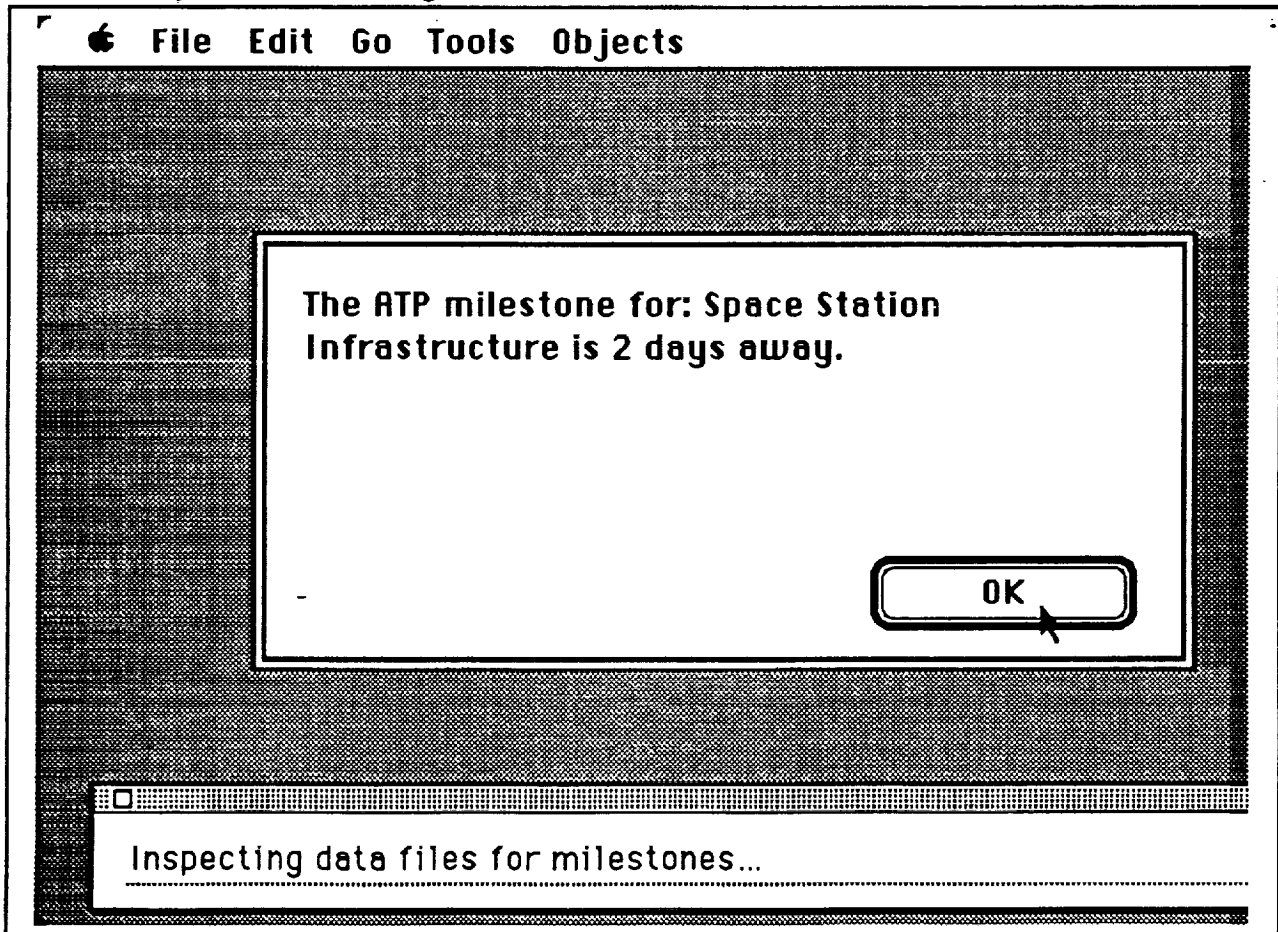 File Edit Go Tools Objects
The ATP milestone for: Space Station
Infrastructure is 2 days away.
OK
Inspecting data files for milestones...